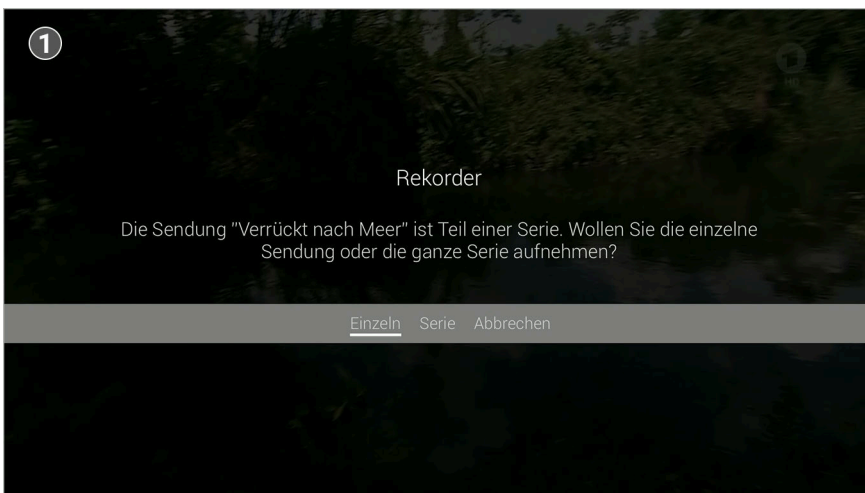 1
HD
Rekorder
Die Sendung "Verrückt nach Meer" ist Teil einer Serie. Wollen Sie die einzelne
Sendung oder die ganze Serie aufnehmen?
Einzeln Serie Abbrechen